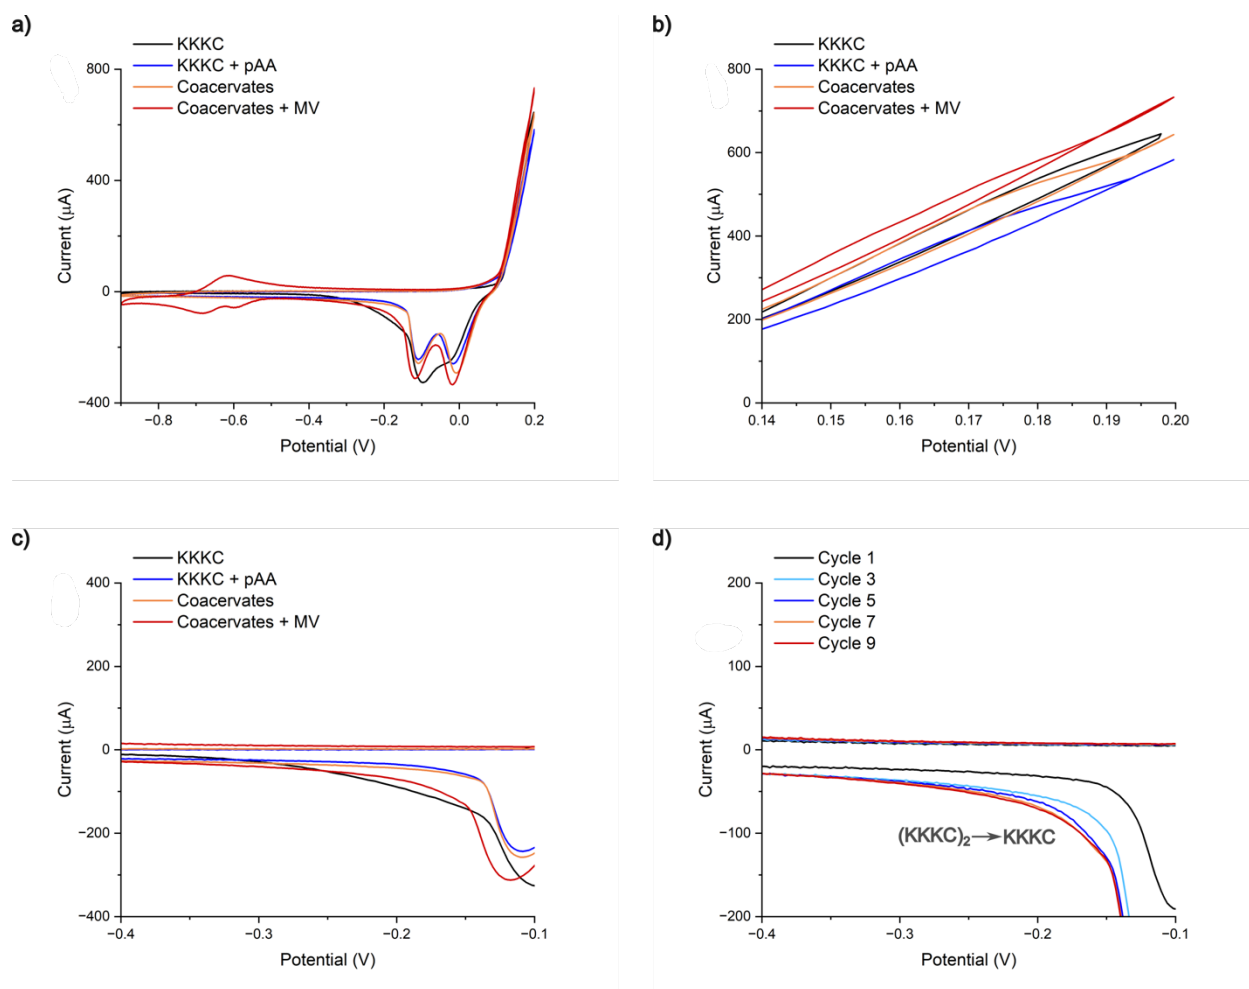 a)
KKKC
KKKC + pAA
Coacervates
Coacervates + MV
800
400
0
−400
Current (µA)
−0.8
−0.6
−0.4
−0.2
0.0
0.2
Potential (V)
b)
KKKC
KKKC + pAA
Coacervates
Coacervates + MV
800
600
400
200
0
Current (µA)
0.14
0.15
0.16
0.17
0.18
0.19
0.20
Potential (V)
c)
KKKC
KKKC + pAA
Coacervates
Coacervates + MV
400
200
0
−200
−400
Current (µA)
−0.4
−0.3
−0.2
−0.1
Potential (V)
d)
Cycle 1
Cycle 3
Cycle 5
Cycle 7
Cycle 9
200
100
0
−100
−200
Current (µA)
(KKKC)₂→KKKC
−0.4
−0.3
−0.2
−0.1
Potential (V)